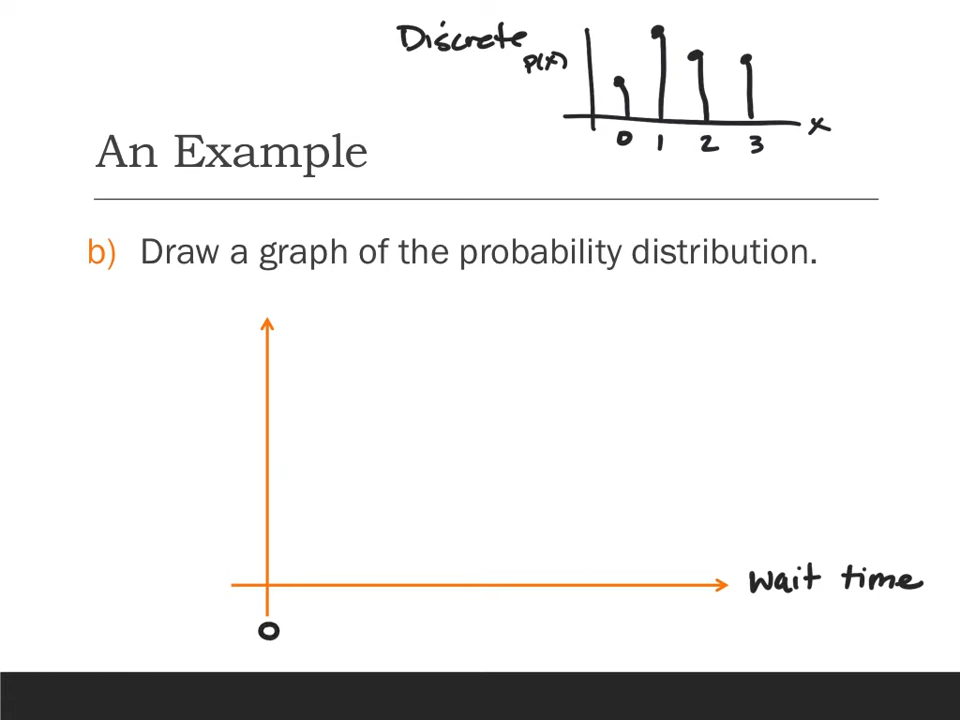 Discrete
P(x)
x
0 1 2 3
An Example
b) Draw a graph of the probability distribution.
wait time
0